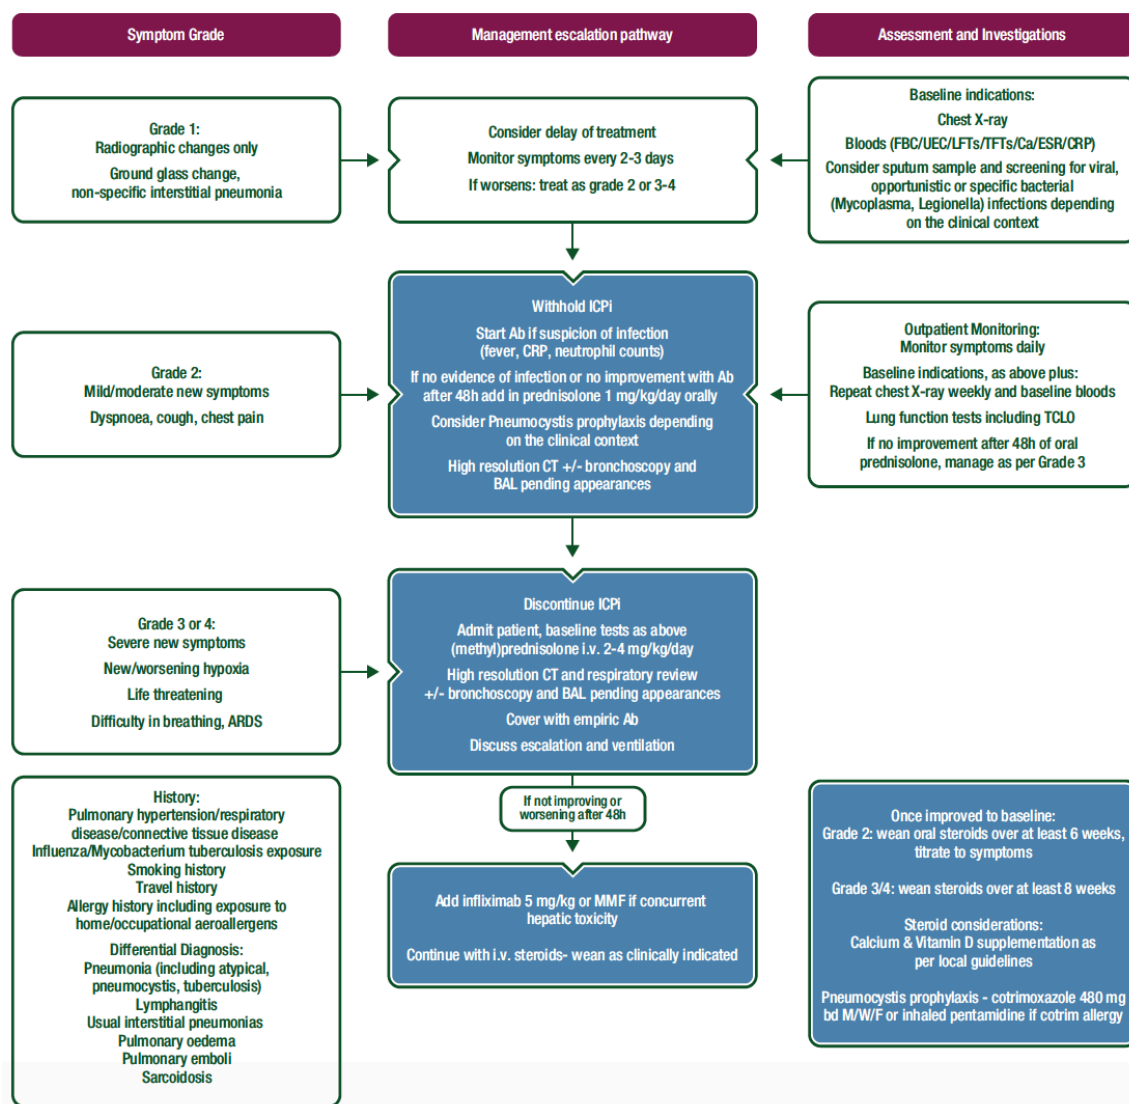 Symptom Grade
Management escalation pathway
Assessment and Investigations
Grade 1:
Radiographic changes only
Ground glass change,
non-specific interstitial pneumonia
Consider delay of treatment
Monitor symptoms every 2-3 days
If worsens: treat as grade 2 or 3-4
Baseline indications:
Chest X-ray
Bloods (FBC/UEC/LFTs/TFTs/Ca/ESR/CRP)
Consider sputum sample and screening for viral,
opportunistic or specific bacterial
(Mycoplasma, Legionella) infections depending
on the clinical context
Grade 2:
Mild/moderate new symptoms
Dyspnoea, cough, chest pain
Withhold ICPi
Start Ab if suspicion of infection
(fever, CRP, neutrophil counts)
If no evidence of infection or no improvement with Ab
after 48h add in prednisolone 1 mg/kg/day orally
Consider Pneumocystis prophylaxis depending
on the clinical context
High resolution CT +/- bronchoscopy and
BAL pending appearances
Outpatient Monitoring:
Monitor symptoms daily
Baseline indications, as above plus:
Repeat chest X-ray weekly and baseline bloods
Lung function tests including TCLO
If no improvement after 48h of oral
prednisolone, manage as per Grade 3
Grade 3 or 4:
Severe new symptoms
New/worsening hypoxia
Life threatening
Difficulty in breathing, ARDS
Discontinue ICPi
Admit patient, baseline tests as above
(methyl)prednisolone i.v. 2-4 mg/kg/day
High resolution CT and respiratory review
+/- bronchoscopy and BAL pending appearances
Cover with empiric Ab
Discuss escalation and ventilation
If not improving or
worsening after 48h
Add infliximab 5 mg/kg or MMF if concurrent
hepatic toxicity
Continue with i.v. steroids- wean as clinically indicated
History:
Pulmonary hypertension/respiratory
disease/connective tissue disease
Influenza/Mycobacterium tuberculosis exposure
Smoking history
Travel history
Allergy history including exposure to
home/occupational aeroallergens
Differential Diagnosis:
Pneumonia (including atypical,
pneumocystis, tuberculosis)
Lymphangitis
Usual interstitial pneumonias
Pulmonary oedema
Pulmonary emboli
Sarcoidosis
Once improved to baseline:
Grade 2: wean oral steroids over at least 6 weeks,
titrate to symptoms
Grade 3/4: wean steroids over at least 8 weeks
Steroid considerations:
Calcium & Vitamin D supplementation as
per local guidelines
Pneumocystis prophylaxis - cotrimoxazole 480 mg
bd M/W/F or inhaled pentamidine if cotrim allergy